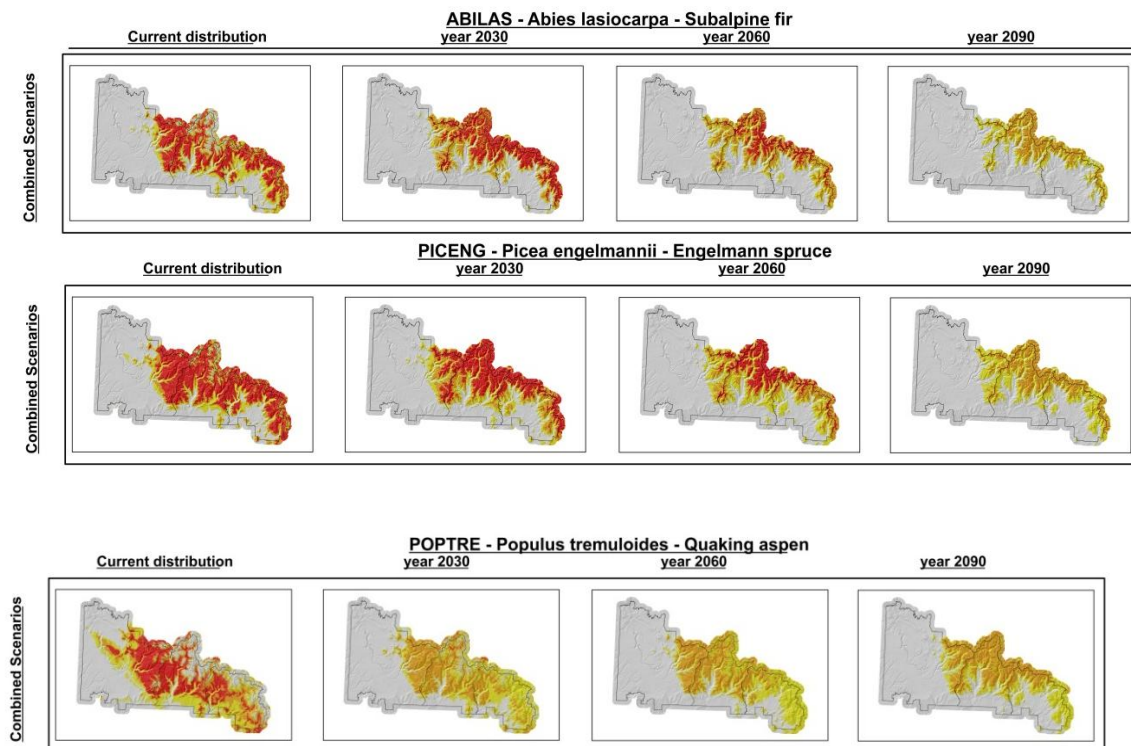 ABILAS - Abies lasiocarpa - Subalpine fir
Current distribution year 2030 year 2060 year 2090
Combined Scenarios
PICENG - Picea engelmannii - Engelmann spruce
Current distribution year 2030 year 2060 year 2090
Combined Scenarios
POPTRE - Populus tremuloides - Quaking aspen
Current distribution year 2030 year 2060 year 2090
Combined Scenarios